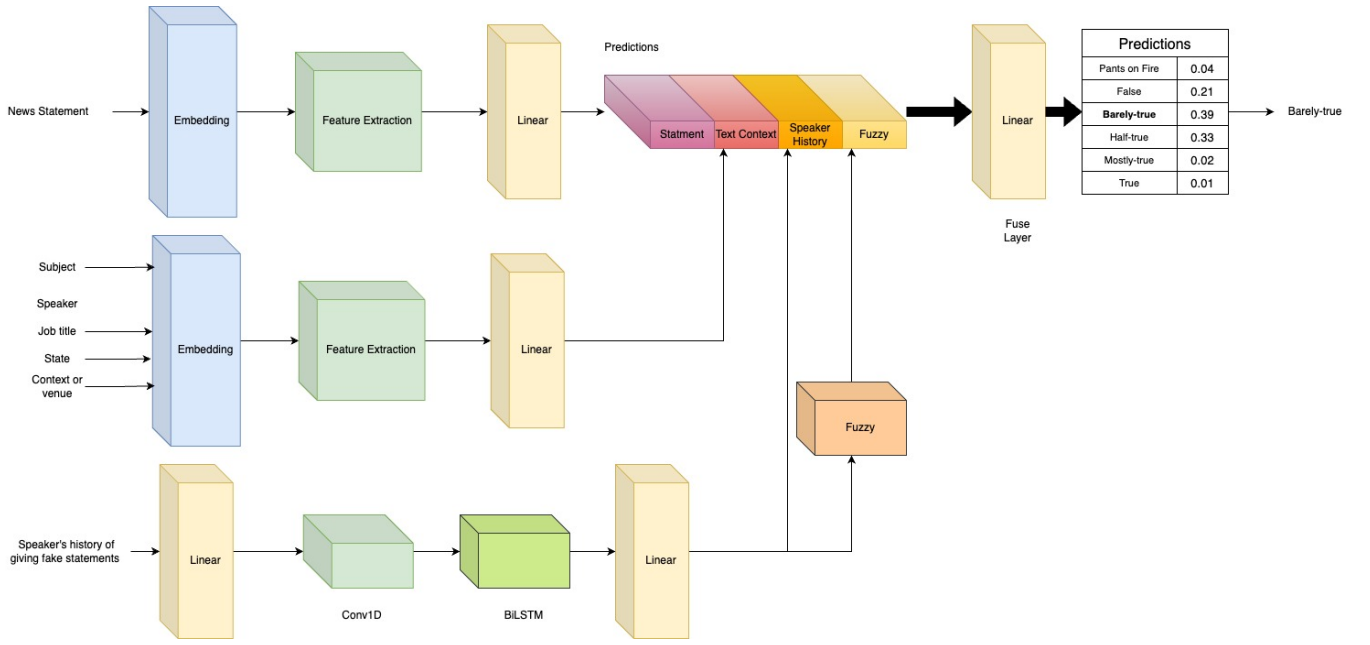 News Statement
Embedding
Feature Extraction
Linear
Predictions
Statment
Text Context
Speaker
History
Fuzzy
Linear
Fuse
Layer
Predictions
Pants on Fire 0.04
False 0.21
Barely-true 0.39
Half-true 0.33
Mostly-true 0.02
True 0.01
Barely-true
Subject
Speaker
Job title
State
Context or
venue
Embedding
Feature Extraction
Linear
Fuzzy
Speaker's history of
giving fake statements
Linear
Conv1D
BiLSTM
Linear